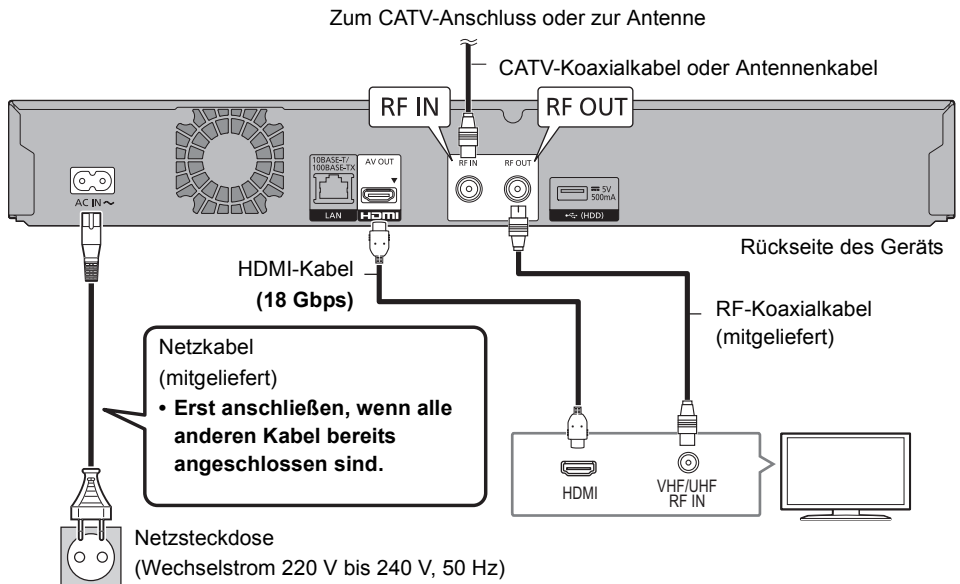 Zum CATV-Anschluss oder zur Antenne
CATV-Koaxialkabel oder Antennenkabel
RF IN
RF OUT
10BASE-T/
100BASE-TX
AV OUT
RF IN
RF OUT
5V
500mA
AC IN
LAN
HDMI
(HDD)
Rückseite des Geräts
HDMI-Kabel
(18 Gbps)
RF-Koaxialkabel
(mitgeliefert)
Netzkabel
(mitgeliefert)
• Erst anschließen, wenn alle
anderen Kabel bereits
angeschlossen sind.
HDMI
VHF/UHF
RF IN
Netzsteckdose
(Wechselstrom 220 V bis 240 V, 50 Hz)